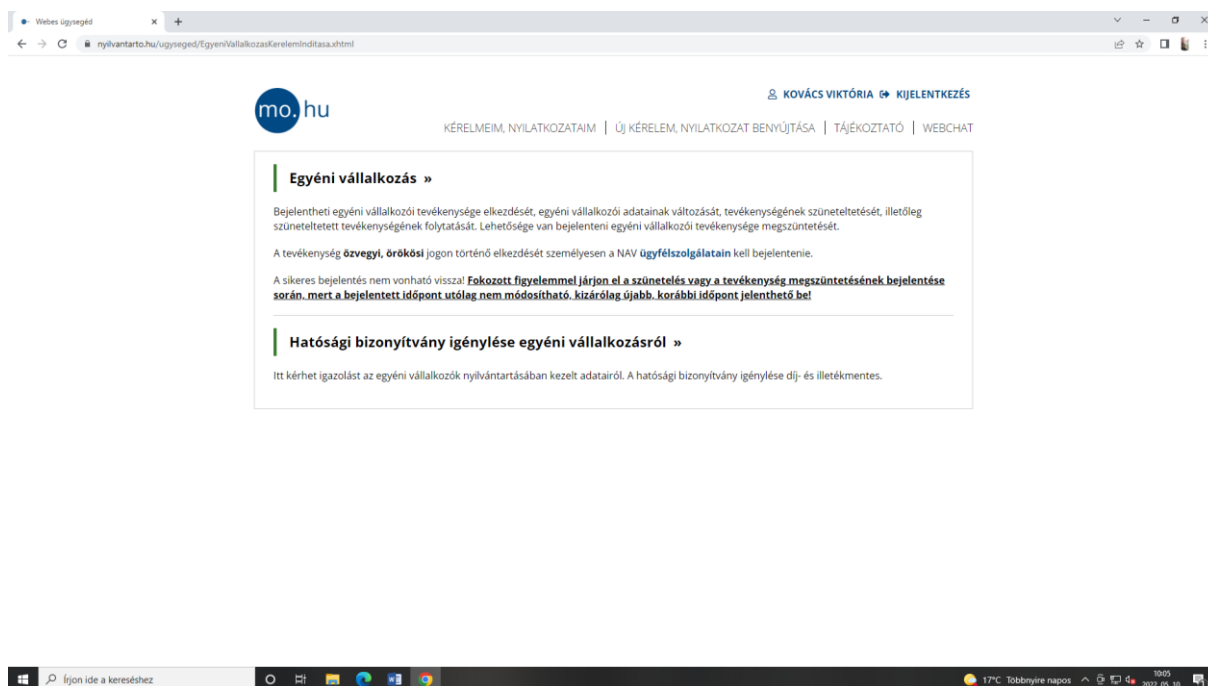 Webes ügysegéd
nyilvantarto.hu/ugyseged/EgyeniVallalkozasKerelemInditasa.xhtml
mo.hu
KOVÁCS VIKTÓRIA KIJELENTKEZÉS
KÉRELMEIM, NYILATKOZATAIM | ÚJ KÉRELEM, NYILATKOZAT BENYÚJTÁSA | TÁJÉKOZTATÓ | WEBCHAT
Egyéni vállalkozás »
Bejelentheti egyéni vállalkozói tevékenysége elkezdését, egyéni vállalkozói adatainak változását, tevékenységének szüneteltetését, illetőleg
szüneteltetett tevékenységének folytatását. Lehetősége van bejelenteni egyéni vállalkozói tevékenysége megszüntetését.
A tevékenység özvegyi, örökösi jogon történő elkezdését személyesen a NAV ügyfélszolgálatain kell bejelentenie.
A sikeres bejelentés nem vonható vissza! Fokozott figyelemmel járjon el a szünetelés vagy a tevékenység megszüntetésének bejelentése
során, mert a bejelentett időpont utólag nem módosítható, kizárólag újabb, korábbi időpont jelenthető be!
Hatósági bizonyítvány igénylése egyéni vállalkozásról »
Itt kérhet igazolást az egyéni vállalkozók nyilvántartásában kezelt adatairól. A hatósági bizonyítvány igénylése díj- és illetékmentes.
Írjon ide a kereséshez
17°C Többnyire napos
10:05
2022. 05. 10.